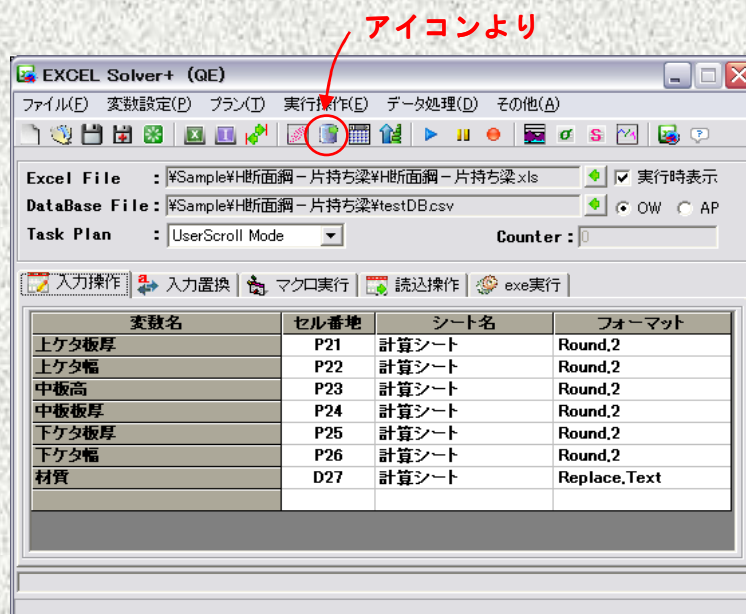 アイコンより
EXCEL Solver+ (QE)
ファイル(F) 変数設定(P) プラン(T) 実行操作(E) データ処理(D) その他(A)
Excel File : ¥Sample¥H断面鋼－片持ち梁¥H断面鋼－片持ち梁.xls 実行時表示
DataBase File : ¥Sample¥H断面鋼－片持ち梁¥testDB.csv OW AP
Task Plan : UserScroll Mode Counter : 0
入力操作 入力置換 マクロ実行 読込操作 exe実行
変数名 セル番地 シート名 フォーマット
上ケタ板厚 P21 計算シート Round,2
上ケタ幅 P22 計算シート Round,2
中板高 P23 計算シート Round,2
中板板厚 P24 計算シート Round,2
下ケタ板厚 P25 計算シート Round,2
下ケタ幅 P26 計算シート Round,2
材質 D27 計算シート Replace,Text